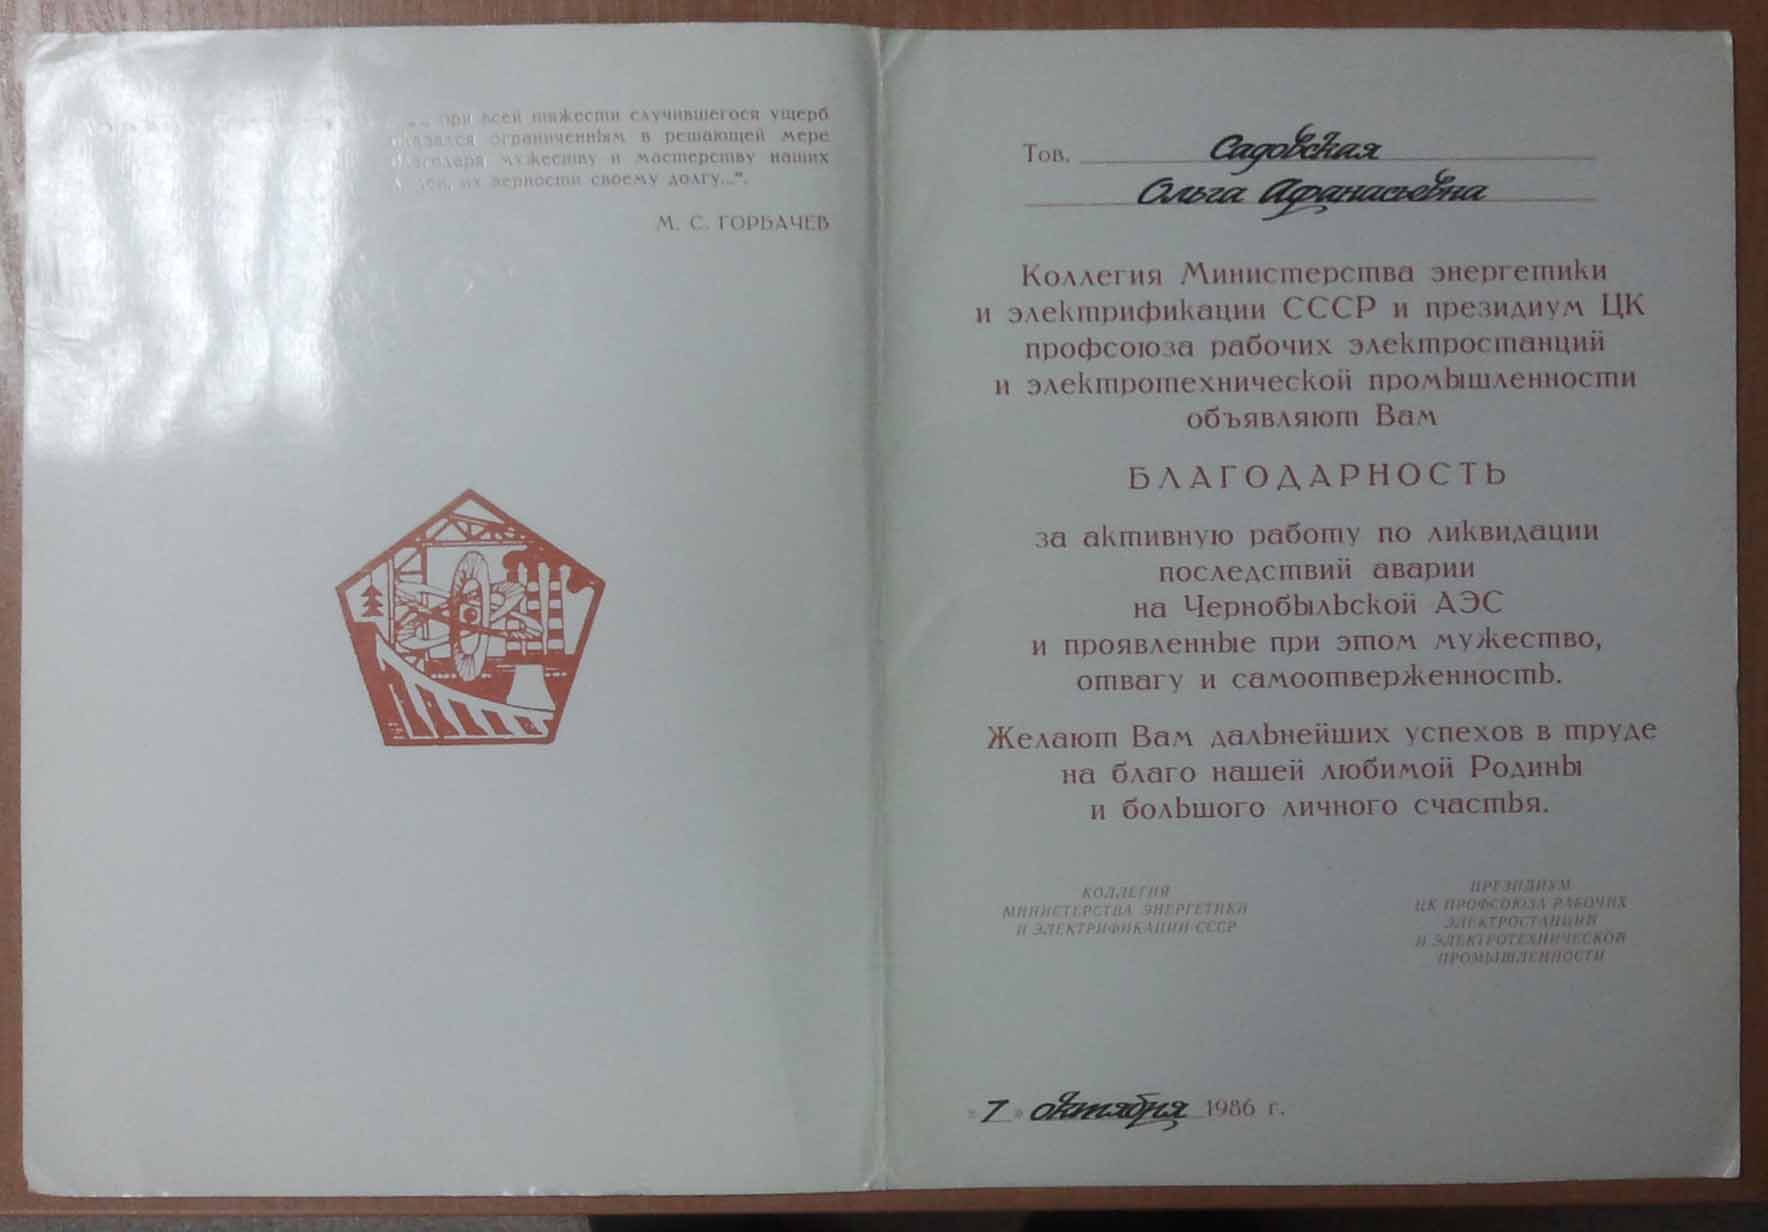 при всей тяжести случившегося ущерб
оказался ограниченным в решающей мере
благодаря мужеству и мастерству наших
людей, их верности своему долгу...".
М. С. ГОРБАЧЕВ
Тов. Садовская
Ольга Афанасьевна
Коллегия Министерства энергетики
и электрификации СССР и президиум ЦК
профсоюза рабочих электростанций
и электротехнической промышленности
объявляют Вам
БЛАГОДАРНОСТЬ
за активную работу по ликвидации
последствий аварии
на Чернобыльской АЭС
и проявленные при этом мужество,
отвагу и самоотверженность.
Желают Вам дальнейших успехов в труде
на благо нашей любимой Родины
и большого личного счастья.
КОЛЛЕГИЯ
МИНИСТЕРСТВА ЭНЕРГЕТИКИ
И ЭЛЕКТРИФИКАЦИИ СССР
ПРЕЗИДИУМ
ЦК ПРОФСОЮЗА РАБОЧИХ
ЭЛЕКТРОСТАНЦИЙ
И ЭЛЕКТРОТЕХНИЧЕСКОЙ
ПРОМЫШЛЕННОСТИ
«7» октября 1986 г.